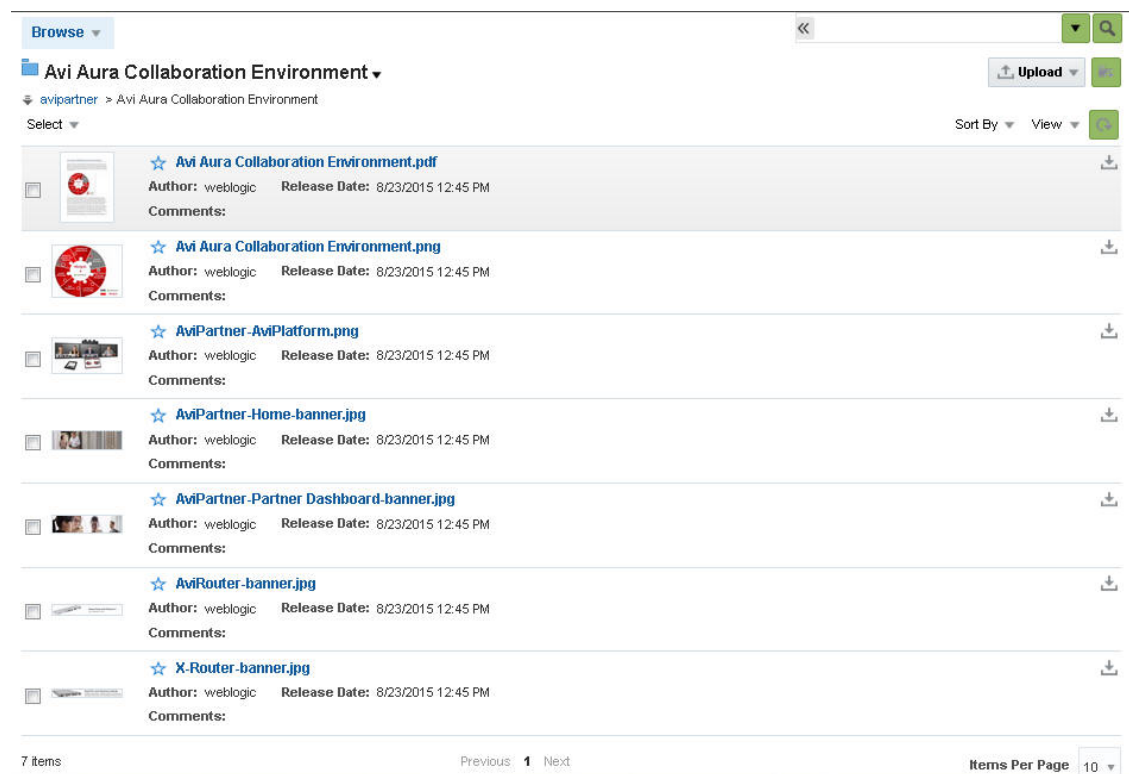 Browse
Avi Aura Collaboration Environment
Upload
avipartner > Avi Aura Collaboration Environment
Select
Sort By View
Avi Aura Collaboration Environment.pdf
Author: weblogic Release Date: 8/23/2015 12:45 PM
Comments:
Avi Aura Collaboration Environment.png
Author: weblogic Release Date: 8/23/2015 12:45 PM
Comments:
AviPartner-AviPlatform.png
Author: weblogic Release Date: 8/23/2015 12:45 PM
Comments:
AviPartner-Home-banner.jpg
Author: weblogic Release Date: 8/23/2015 12:45 PM
Comments:
AviPartner-Partner Dashboard-banner.jpg
Author: weblogic Release Date: 8/23/2015 12:45 PM
Comments:
AviRouter-banner.jpg
Author: weblogic Release Date: 8/23/2015 12:45 PM
Comments:
X-Router-banner.jpg
Author: weblogic Release Date: 8/23/2015 12:45 PM
Comments:
7 items Previous 1 Next Items Per Page 10